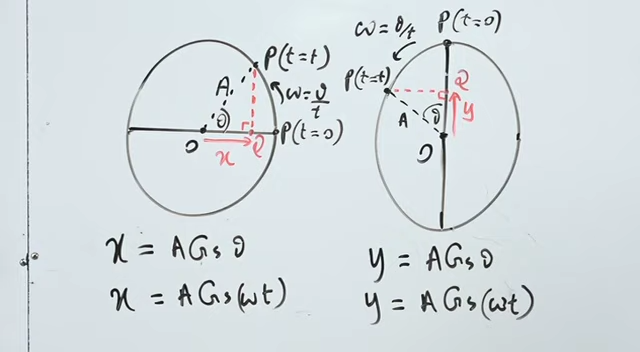 P(t=t)
A
ω=θ/t
θ
P(t=0)
O
x
Q
x = A Cos θ
x = A Cos(ωt)
P(t=0)
ω=θ/t
P(t=t)
Q
A
θ
y
O
y = A Cos θ
y = A Cos(ωt)